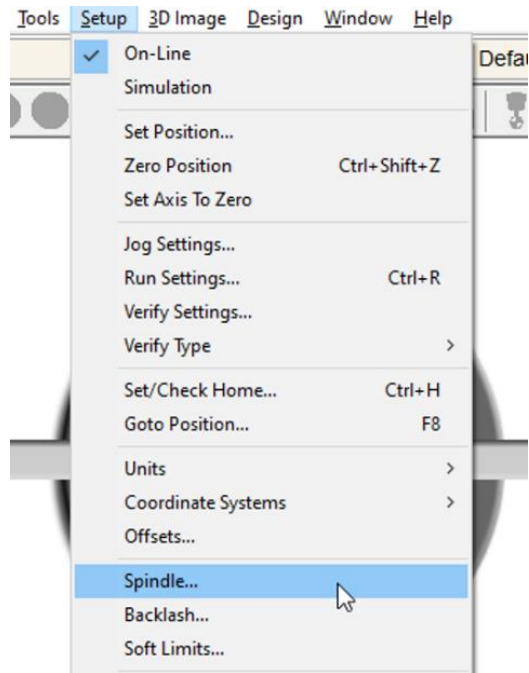 Tools Setup 3D Image Design Window Help
On-Line
Defau
Simulation
Set Position...
Zero Position Ctrl+Shift+Z
Set Axis To Zero
Jog Settings...
Run Settings... Ctrl+R
Verify Settings...
Verify Type >
Set/Check Home... Ctrl+H
Goto Position... F8
Units >
Coordinate Systems >
Offsets...
Spindle...
Backlash...
Soft Limits...